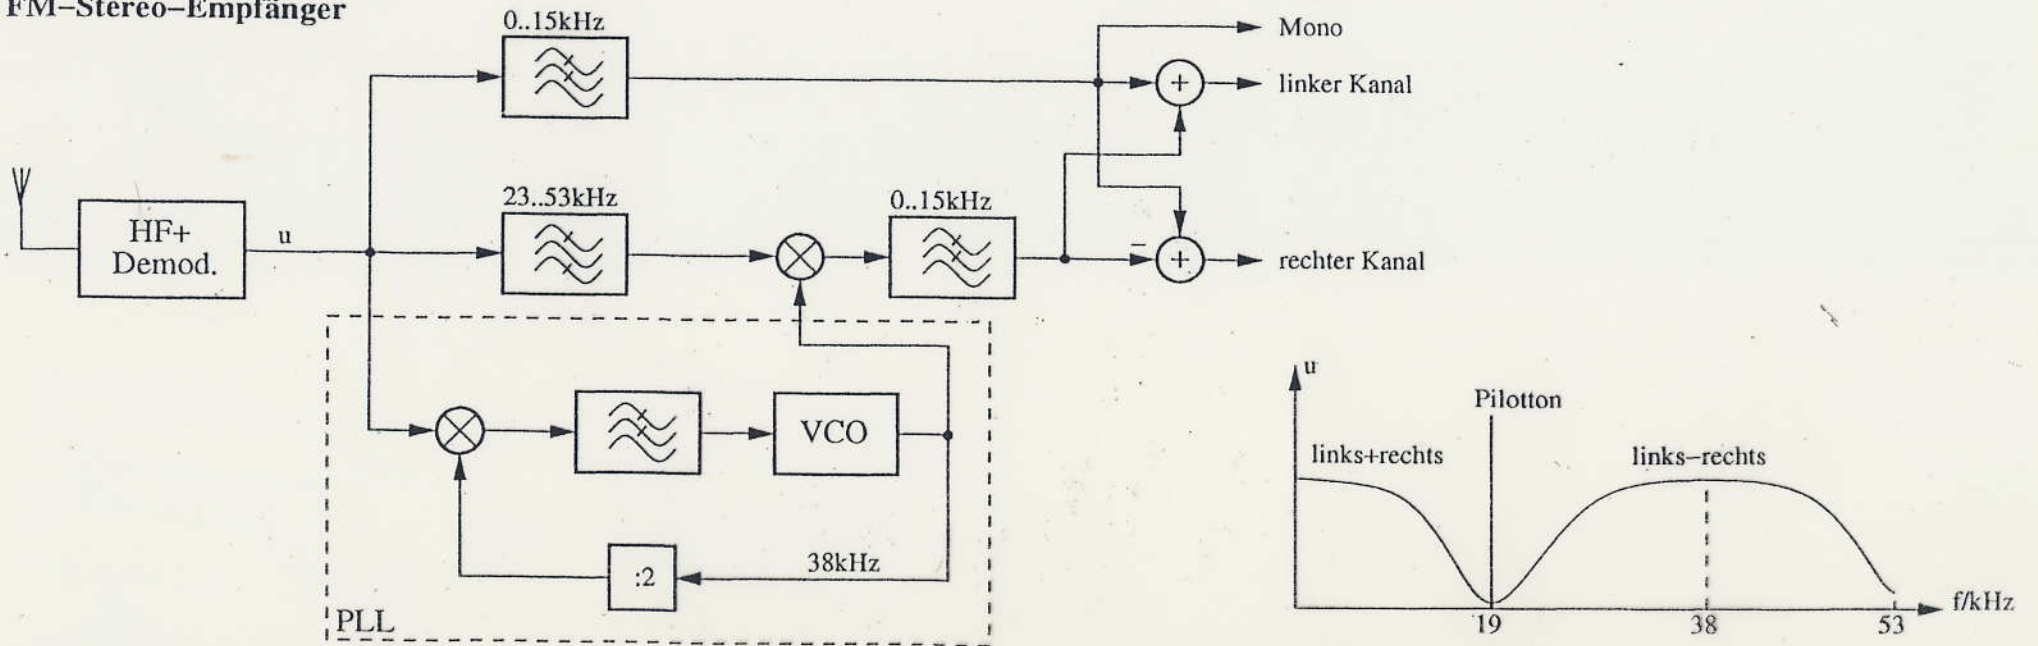 FM–Stereo–Empfänger
0..15kHz
Mono
linker Kanal
+
23..53kHz
0..15kHz
HF+
Demod.
u
–
+
rechter Kanal
VCO
:2
38kHz
PLL
u
Pilotton
links+rechts
links–rechts
f/kHz
19
38
53